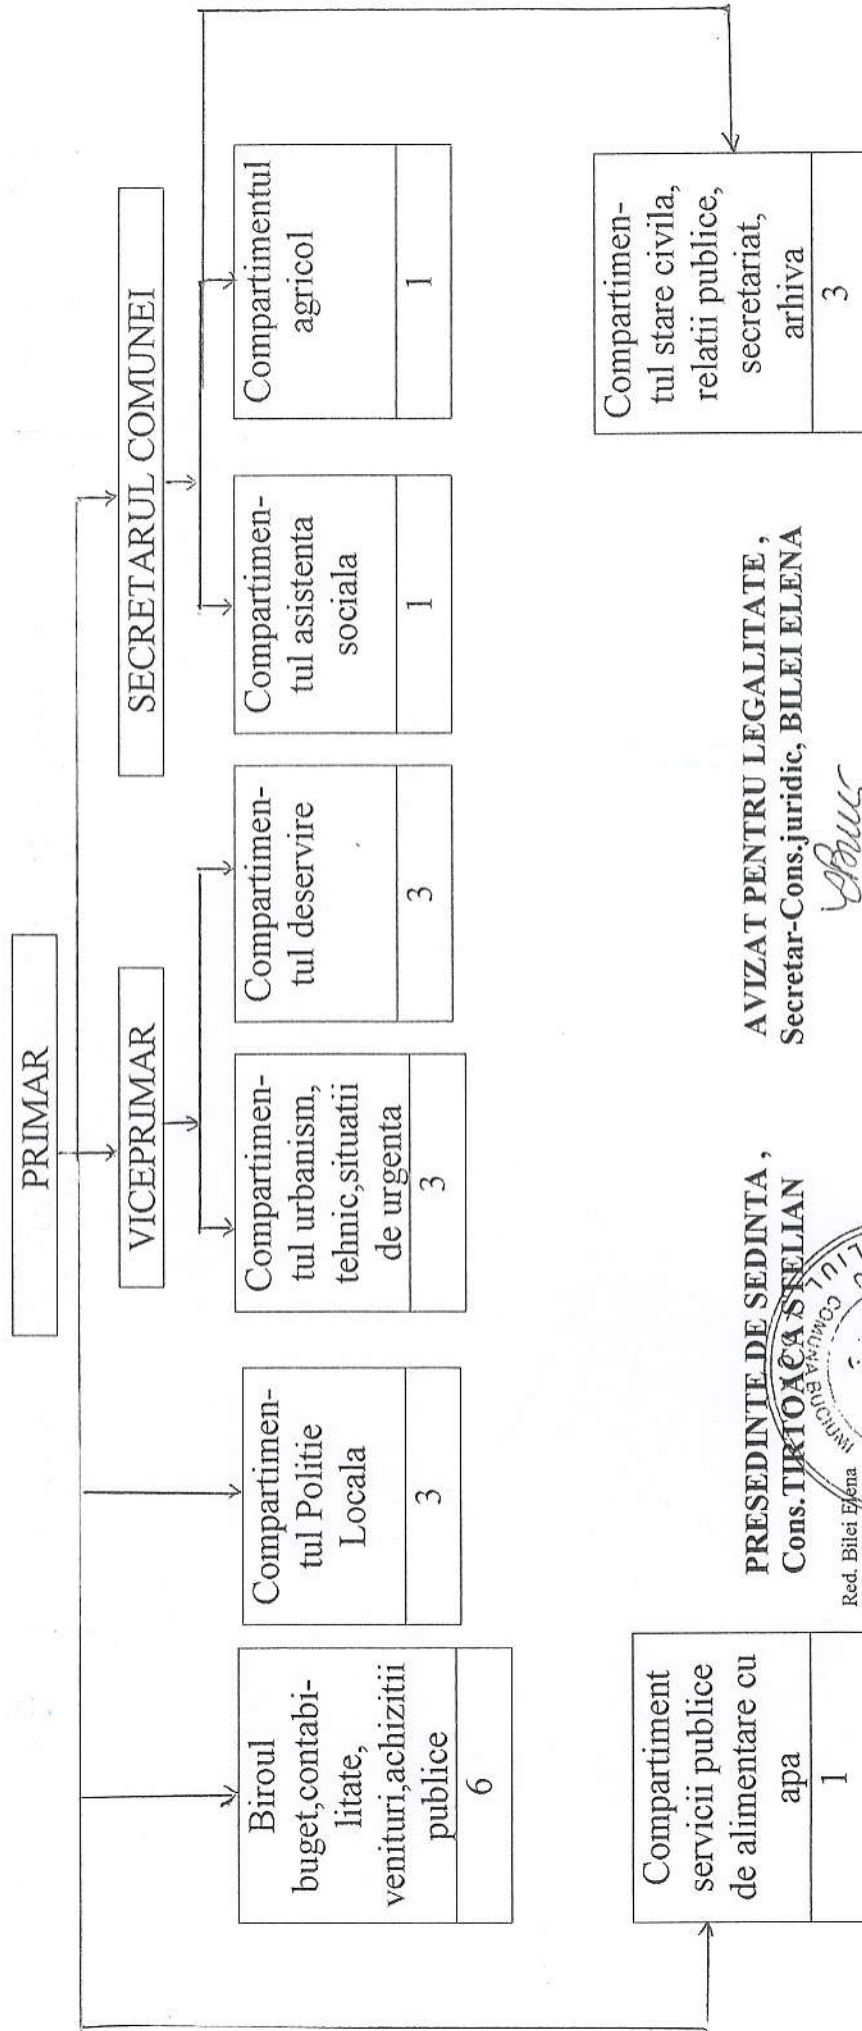 PRIMAR
VICEPRIMAR
SECRETARUL COMUNEI
Biroul
buget,contabi-
litate,
venituri,achizitii
publice
6
Compartimen-
tul Politie
Locala
3
Compartimen-
tul urbanism,
tehnic,situatii
de urgenta
3
Compartimen-
tul deservire
3
Compartimen-
tul asistenta
sociala
1
Compartimentul
agricol
1
Compartiment
servicii publice
de alimentare cu
apa
1
Compartimen-
tul stare civila,
relatii publice,
secretariat,
arhiva
3
PRESEDINTE DE SEDINTA ,
Cons.TIRTOACA STELIAN
COMUNA BUCIUMI
Red. Bilei Elena
AVIZAT PENTRU LEGALITATE ,
Secretar-Cons.juridic, BILEI ELENA